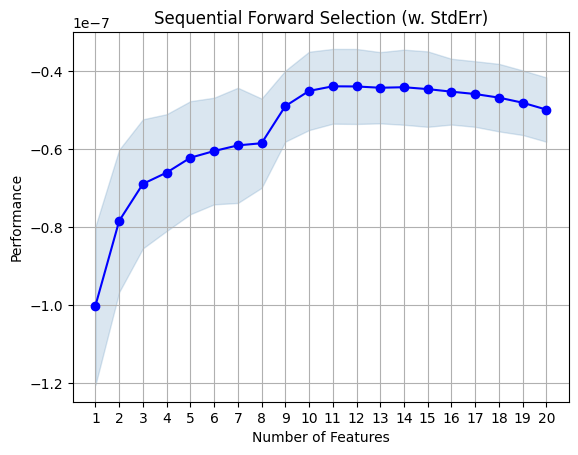 Sequential Forward Selection (w. StdErr)
1e−7
−0.4
−0.6
−0.8
−1.0
−1.2
Performance
1 2 3 4 5 6 7 8 9 10 11 12 13 14 15 16 17 18 19 20
Number of Features